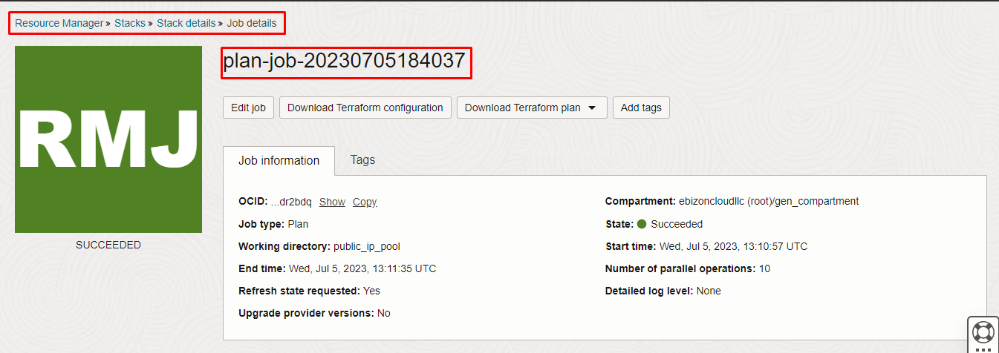 Resource Manager » Stacks » Stack details » Job details
RMJ
SUCCEEDED
plan-job-20230705184037
Edit job Download Terraform configuration Download Terraform plan Add tags
Job information Tags
OCID: ...dr2bdq Show Copy
Compartment: ebizoncloudllc (root)/gen_compartment
Job type: Plan
State: Succeeded
Working directory: public_ip_pool
Start time: Wed, Jul 5, 2023, 13:10:57 UTC
End time: Wed, Jul 5, 2023, 13:11:35 UTC
Number of parallel operations: 10
Refresh state requested: Yes
Detailed log level: None
Upgrade provider versions: No